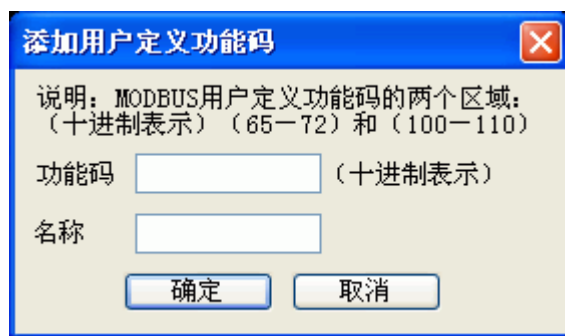 添加用户定义功能码
说明：MODBUS用户定义功能码的两个区域：
（十进制表示）（65－72）和（100－110）
功能码 （十进制表示）
名称
确定 取消